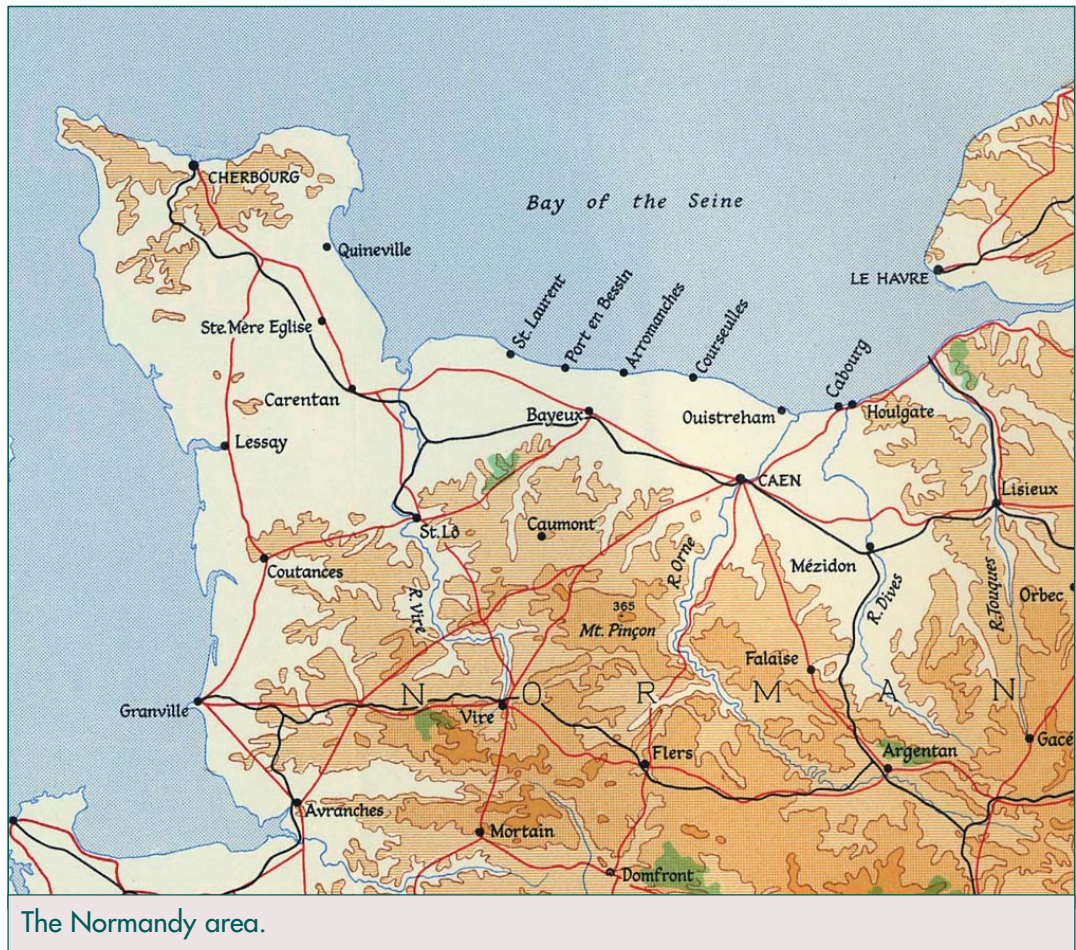 CHERBOURG
Bay of the Seine
Quineville
LE HAVRE
St. Laurent
Port en Bessin
Arromanches
Courseulles
Cabourg
Ste. Mère Eglise
Carentan
Bayeux
Ouistreham
Houlgate
Lessay
CAEN
Lisieux
St. Lô
Caumont
R. Orne
Mézidon
Coutances
R. Vire
R. Dives
R. Touques
Orbec
365
Mt. Pinçon
Falaise
N O R M A N
Granville
Vire
Gacé
Flers
Argentan
Avranches
Mortain
Domfront
The Normandy area.